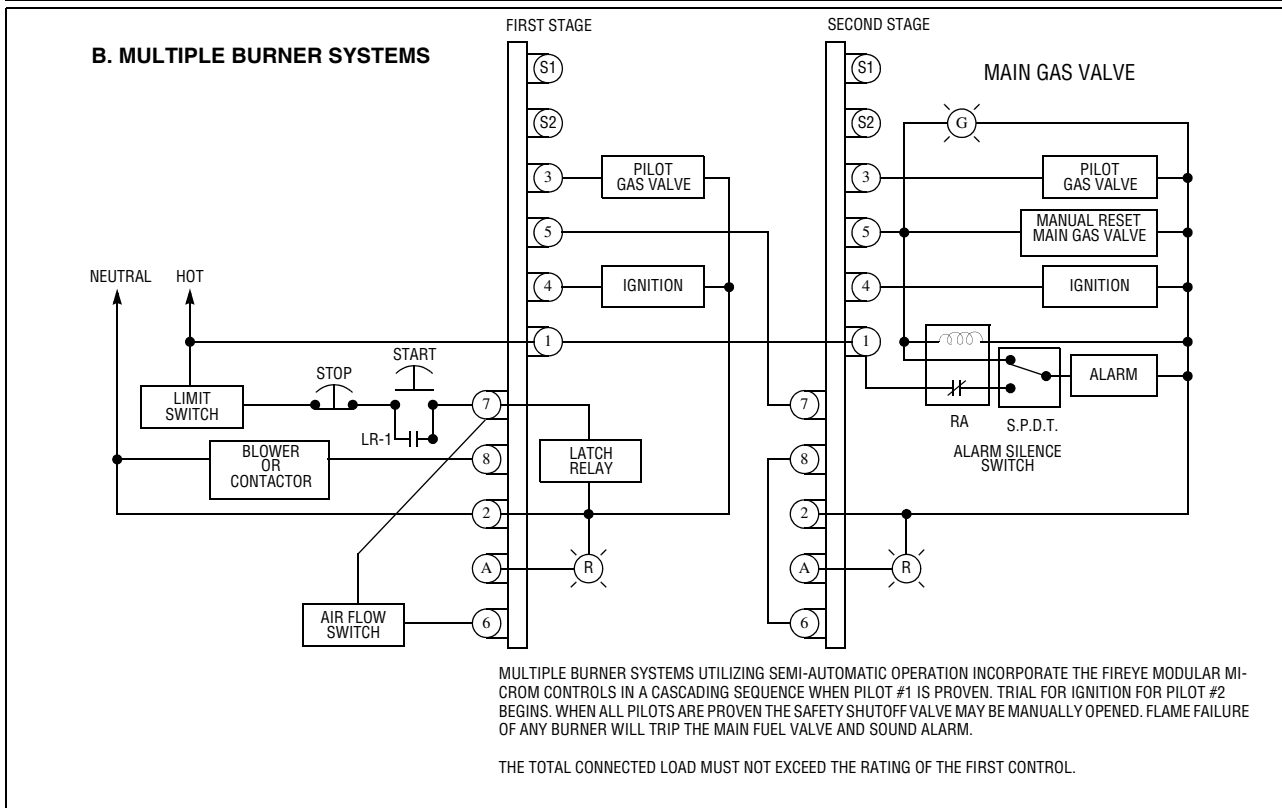 FIRST STAGE
SECOND STAGE
B. MULTIPLE BURNER SYSTEMS
MAIN GAS VALVE
S1
S1
S2
S2
G
3
PILOT
GAS VALVE
3
PILOT
GAS VALVE
5
5
MANUAL RESET
MAIN GAS VALVE
NEUTRAL
HOT
4
IGNITION
4
IGNITION
1
1
START
STOP
LIMIT
SWITCH
LR-1
7
7
ALARM
RA
S.P.D.T.
ALARM SILENCE
SWITCH
BLOWER
OR
CONTACTOR
8
LATCH
RELAY
8
2
2
A
R
A
R
AIR FLOW
SWITCH
6
6
MULTIPLE BURNER SYSTEMS UTILIZING SEMI-AUTOMATIC OPERATION INCORPORATE THE FIREYE MODULAR MI-
CROM CONTROLS IN A CASCADING SEQUENCE WHEN PILOT #1 IS PROVEN. TRIAL FOR IGNITION FOR PILOT #2
BEGINS. WHEN ALL PILOTS ARE PROVEN THE SAFETY SHUTOFF VALVE MAY BE MANUALLY OPENED. FLAME FAILURE
OF ANY BURNER WILL TRIP THE MAIN FUEL VALVE AND SOUND ALARM.
THE TOTAL CONNECTED LOAD MUST NOT EXCEED THE RATING OF THE FIRST CONTROL.